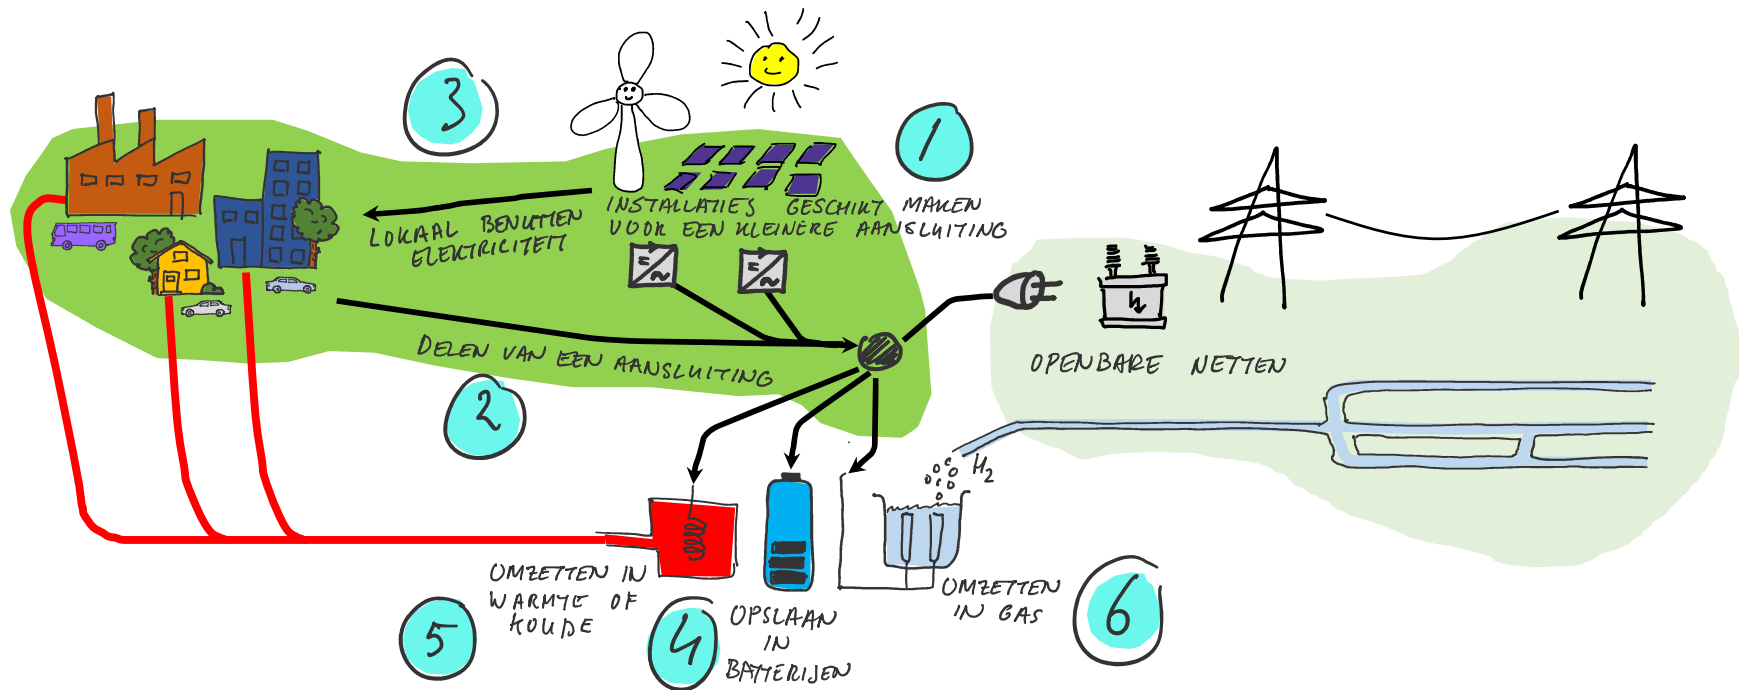 3
1
INSTALLATIES GESCHIKT MAKEN
VOOR EEN KLEINERE AANSLUITING
LOKAAL BENUTTEN
ELEKTRICITEIT
DELEN VAN EEN AANSLUITING
2
OPENBARE NETTEN
H2
OMZETTEN IN
WARMTE OF
KOUDE
5
4
OPSLAAN
IN
BATTERIJEN
OMZETTEN
IN GAS
6